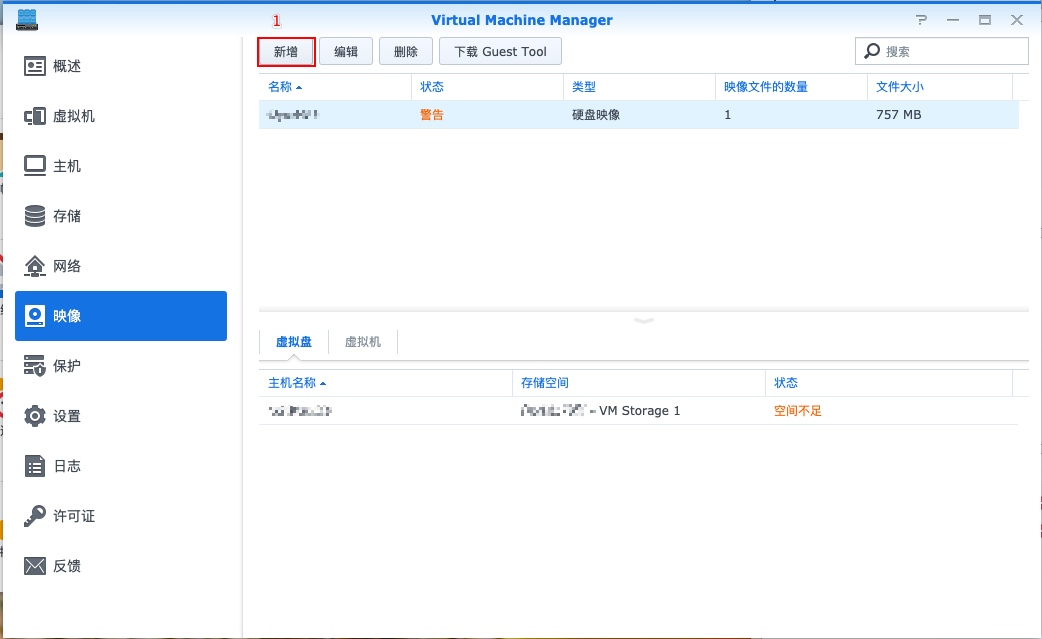 1
Virtual Machine Manager
新增 编辑 删除 下载 Guest Tool 搜索
概述
虚拟机
主机
存储
网络
映像
保护
设置
日志
许可证
反馈
名称 状态 类型 映像文件的数量 文件大小
警告 硬盘映像 1 757 MB
虚拟盘 虚拟机
主机名称 存储空间 状态
- VM Storage 1 空间不足